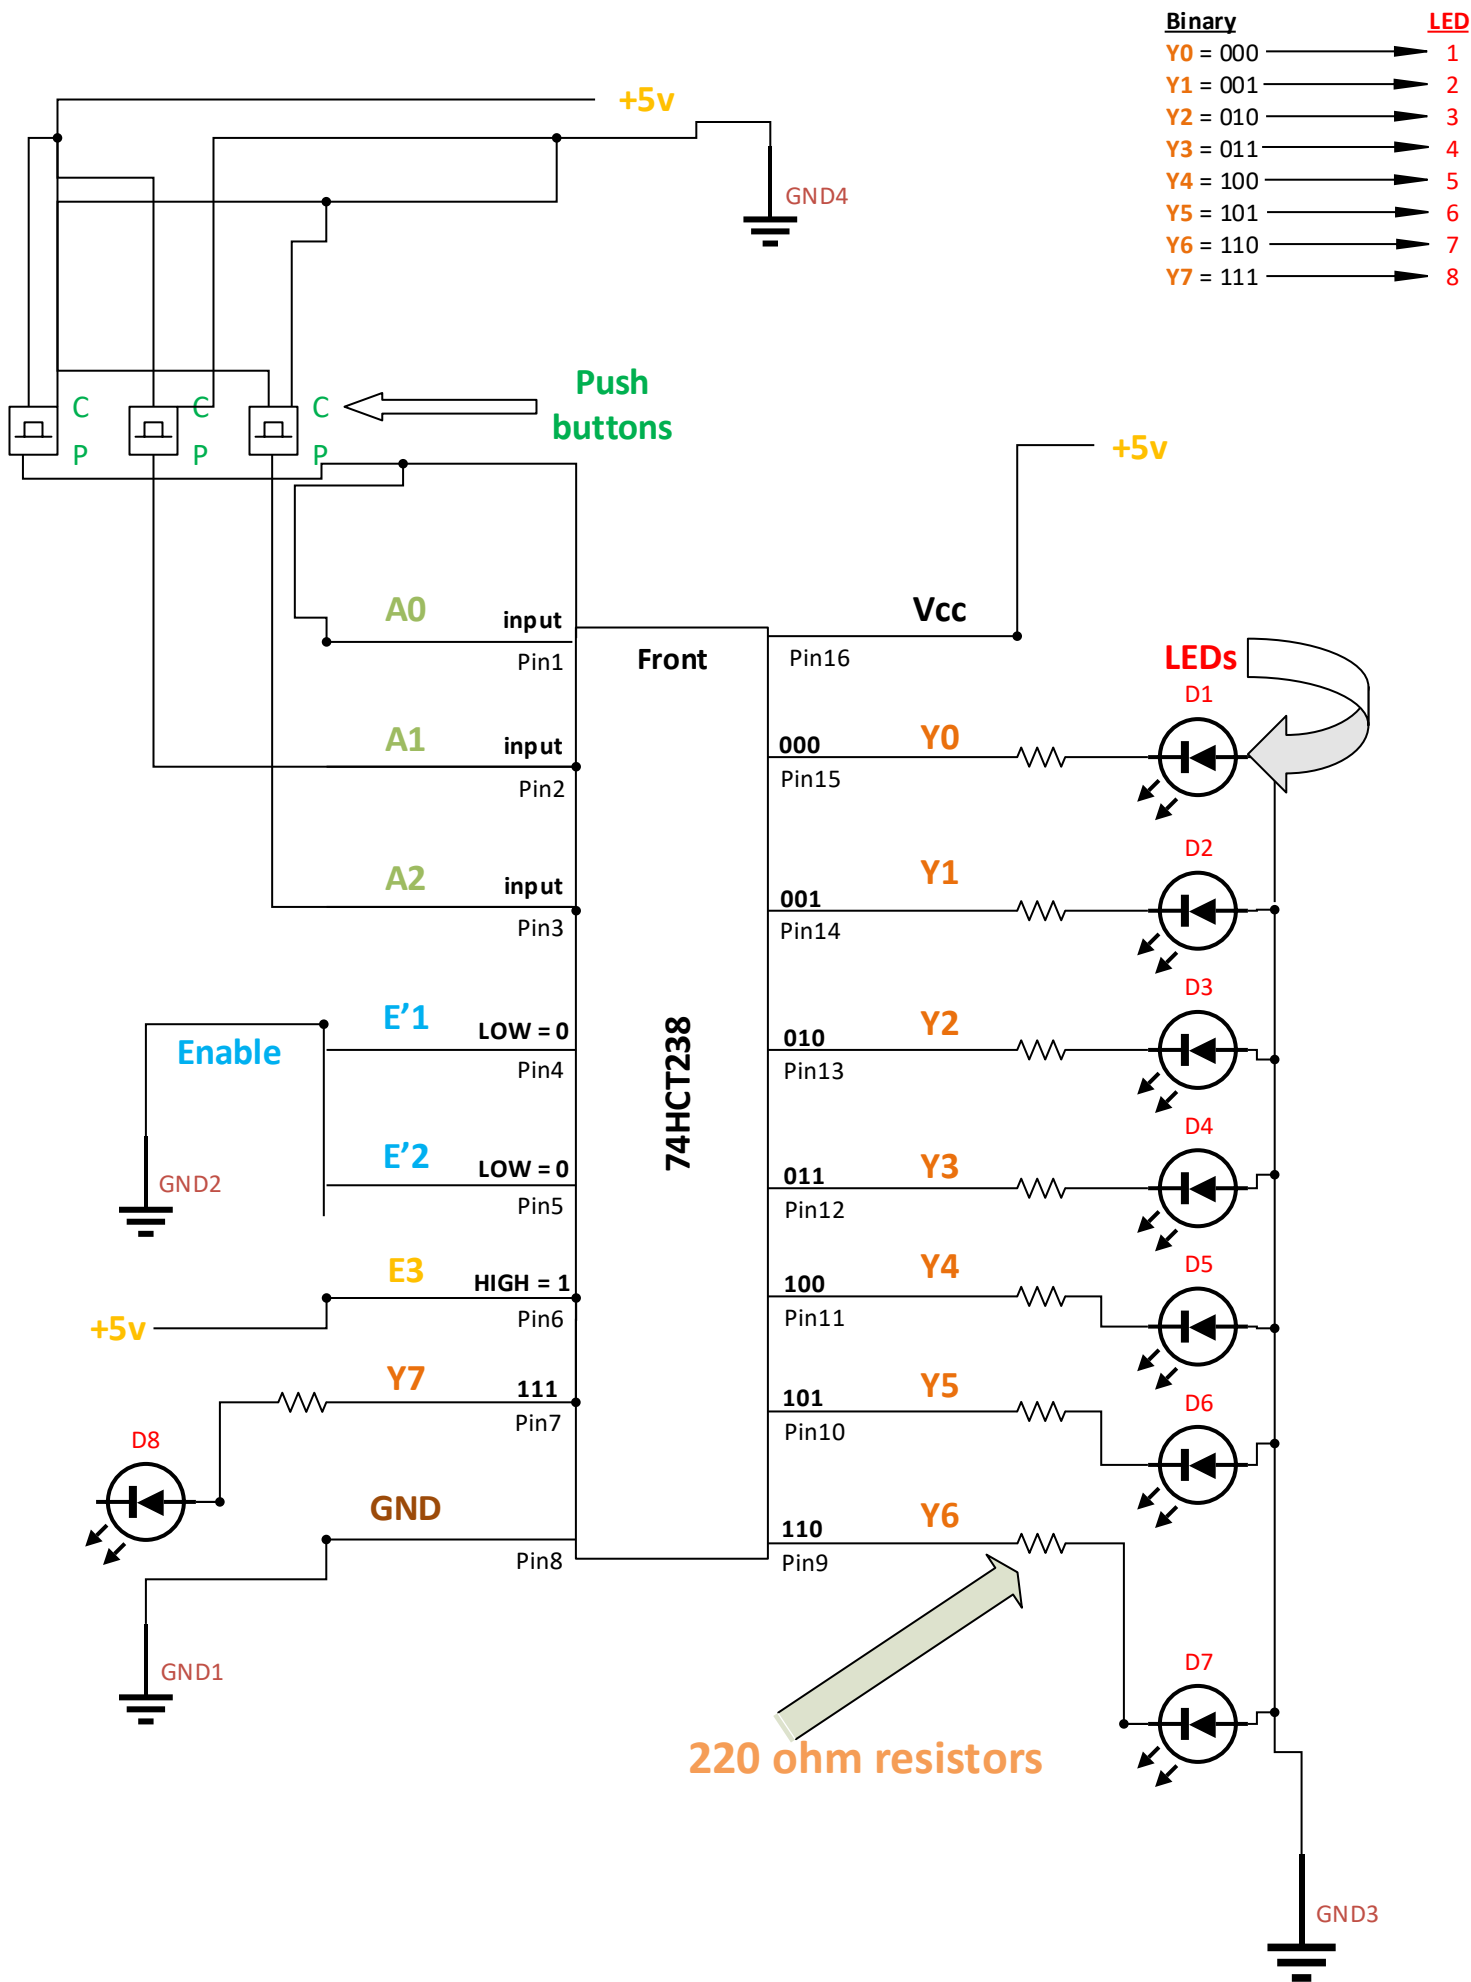 Binary LED
Y0 = 000 1
Y1 = 001 2
Y2 = 010 3
Y3 = 011 4
Y4 = 100 5
Y5 = 101 6
Y6 = 110 7
Y7 = 111 8
+5v
GND4
Push
buttons
C
P
C
P
C
P
+5v
A0
input
Pin1
Front
Vcc
Pin16
LEDs
D1
A1
input
Pin2
000
Pin15
Y0
D2
A2
input
Pin3
001
Pin14
Y1
D3
Enable
E'1
LOW = 0
Pin4
74HCT238
010
Pin13
Y2
D4
GND2
E'2
LOW = 0
Pin5
011
Pin12
Y3
D5
+5v
E3
HIGH = 1
Pin6
100
Pin11
Y4
D6
Y7
111
Pin7
101
Pin10
Y5
D8
GND
Pin8
110
Pin9
Y6
GND1
D7
220 ohm resistors
GND3